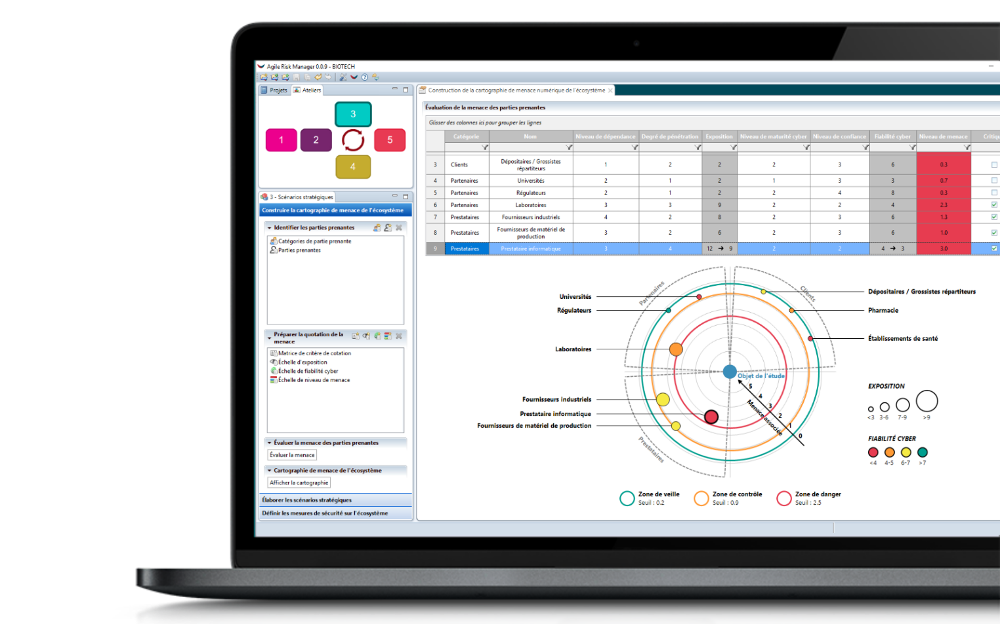 Agile Risk Manager 0.0.9 - BIOTECH
Projets
Ateliers
3
1
2
5
4
3 - Scénarios stratégiques
Construire la cartographie de menace de l'écosystème
Identifier les parties prenantes
Catégories de partie prenante
Parties prenantes
Préparer la quotation de la
menace
Matrice de critère de cotation
Échelle d'exposition
Échelle de fiabilité cyber
Échelle de niveau de menace
Évaluer la menace des parties prenantes
Évaluer la menace
Cartographie de menace de l'écosystème
Afficher la cartographie
Élaborer les scénarios stratégiques
Définir les mesures de sécurité sur l'écosystème
Construction de la cartographie de menace numérique de l'écosystème
Évaluation de la menace des parties prenantes
Glisser des colonnes ici pour grouper les lignes
Catégorie Nom Niveau de dépendance Degré de pénétration Exposition Niveau de maturité cyber Niveau de confiance Fiabilité cyber Niveau de menace Critiqu
3 Clients Dépositaires / Grossistes répartiteurs 1 2 2 2 3 6 0.3
4 Partenaires Universités 2 1 2 1 3 3 0.7
5 Partenaires Régulateurs 2 1 2 2 4 8 0.3
6 Partenaires Laboratoires 3 3 9 2 2 4 2.3
7 Prestataires Fournisseurs industriels 4 2 8 2 3 6 1.3
8 Prestataires Fournisseurs de matériel de production 3 2 6 2 3 6 1.0
9 Prestataires Prestataire informatique 3 4 12 → 9 2 2 4 → 3 3.0
Partenaires
Clients
Prestataires
Universités
Régulateurs
Laboratoires
Fournisseurs industriels
Prestataire informatique
Fournisseurs de matériel de production
Dépositaires / Grossistes répartiteurs
Pharmacie
Établissements de santé
Objet de l'étude
5
4
3
2
1
0
Menace associée
EXPOSITION
<3 3-6 7-9 >9
FIABILITÉ CYBER
<4 4-5 6-7 >7
Zone de veille
Seuil : 0.2
Zone de contrôle
Seuil : 0.9
Zone de danger
Seuil : 2.5